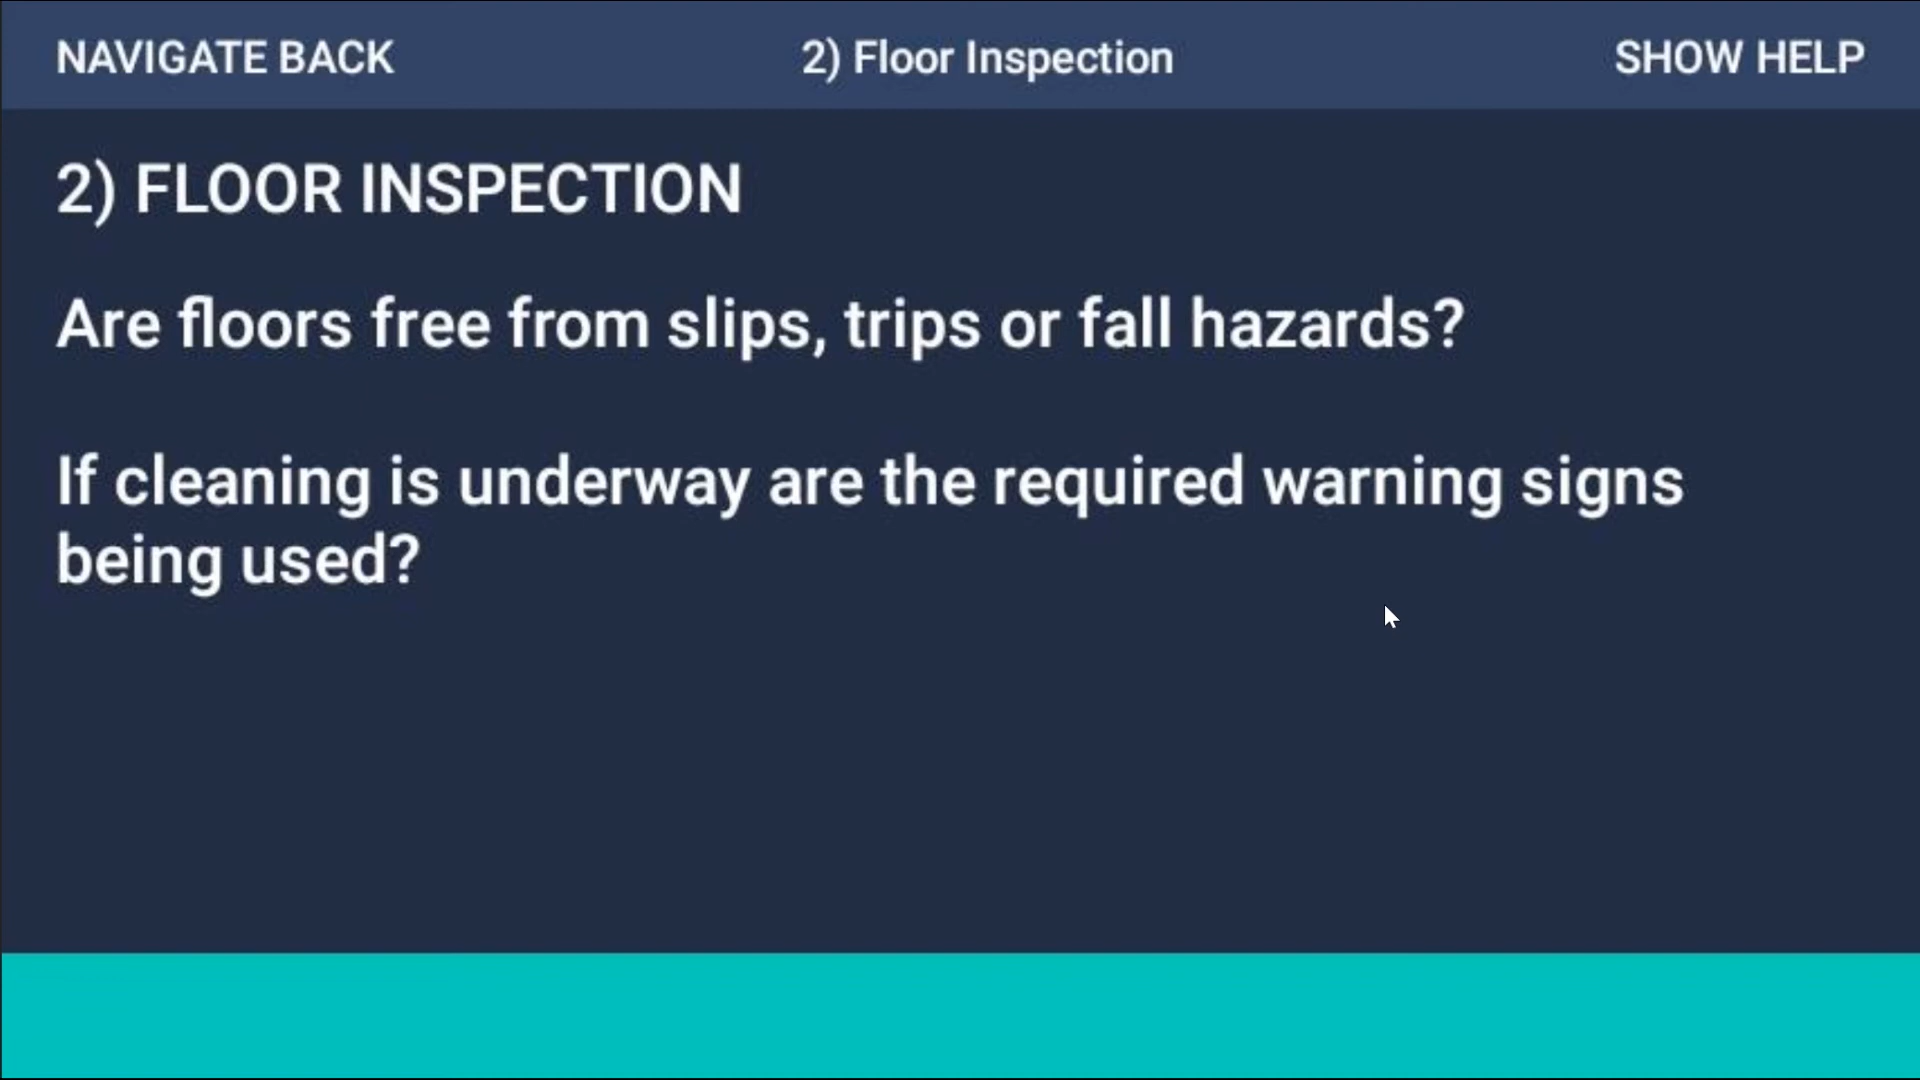 NAVIGATE BACK
2) Floor Inspection
SHOW HELP
2) FLOOR INSPECTION
Are floors free from slips, trips or fall hazards?
If cleaning is underway are the required warning signs
being used?